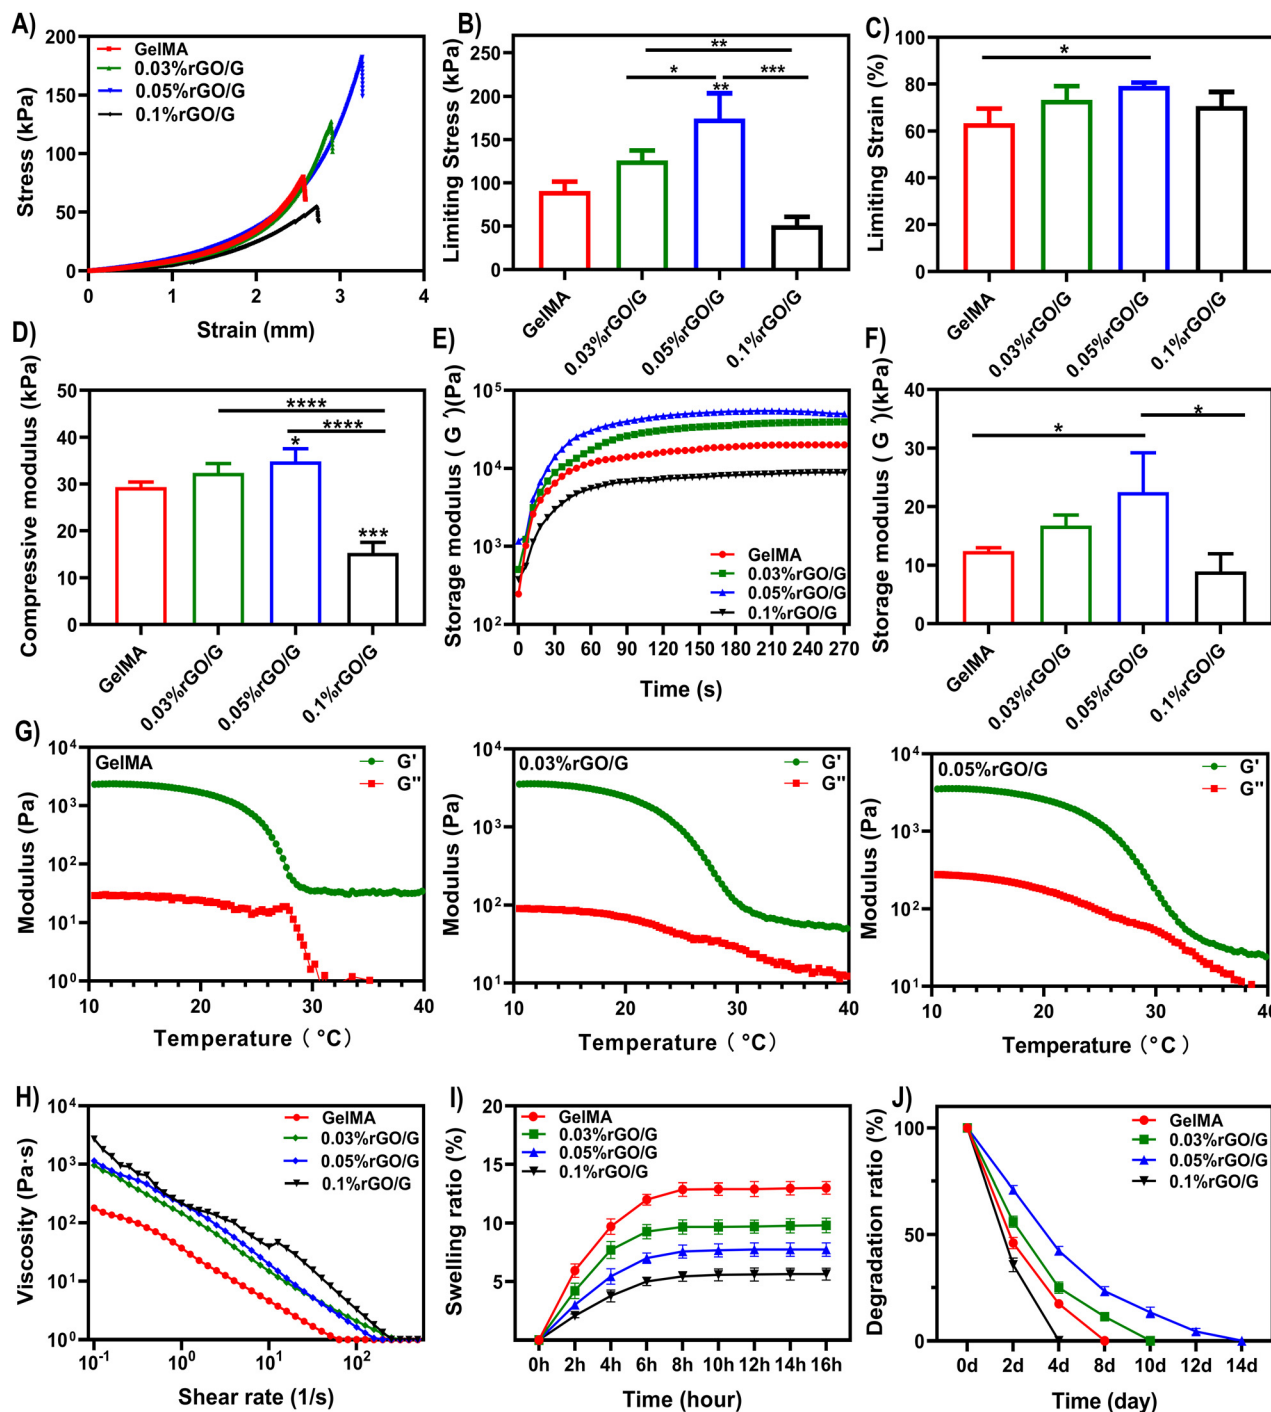 A)
Stress (kPa)
200
150
100
50
0
GelMA
0.03%rGO/G
0.05%rGO/G
0.1%rGO/G
0 1 2 3 4
Strain (mm)
B)
Limiting Stress (kPa)
250
200
150
100
50
0
**
* ***
**
GelMA 0.03%rGO/G 0.05%rGO/G 0.1%rGO/G
C)
Limiting Strain (%)
100
80
60
40
20
0
*
GelMA 0.03%rGO/G 0.05%rGO/G 0.1%rGO/G
D)
Compressive modulus (kPa)
50
40
30
20
10
0
****
****
*
***
GelMA 0.03%rGO/G 0.05%rGO/G 0.1%rGO/G
E)
Storage modulus ( G´)(Pa)
10⁵
10⁴
10³
10²
GelMA
0.03%rGO/G
0.05%rGO/G
0.1%rGO/G
0 30 60 90 120 150 180 210 240 270
Time (s)
F)
Storage modulus ( G´)(kPa)
40
30
20
10
0
*
*
GelMA 0.03%rGO/G 0.05%rGO/G 0.1%rGO/G
G)
Modulus (Pa)
10⁴
10³
10²
10¹
10⁰
GelMA
G'
G''
10 20 30 40
Temperature ( °C)
Modulus (Pa)
10⁴
10³
10²
10¹
0.03%rGO/G
G'
G''
10 20 30 40
Temperature ( °C)
Modulus (Pa)
10⁴
10³
10²
10¹
0.05%rGO/G
G'
G''
10 20 30 40
Temperature ( °C)
H)
Viscosity (Pa·s)
10⁴
10³
10²
10¹
10⁰
GelMA
0.03%rGO/G
0.05%rGO/G
0.1%rGO/G
10⁻¹ 10⁰ 10¹ 10²
Shear rate (1/s)
I)
Swelling ratio (%)
20
15
10
5
GelMA
0.03%rGO/G
0.05%rGO/G
0.1%rGO/G
0h 2h 4h 6h 8h 10h 12h 14h 16h
Time (hour)
J)
Degradation ratio (%)
100
50
0
GelMA
0.03%rGO/G
0.05%rGO/G
0.1%rGO/G
0d 2d 4d 8d 10d 12d 14d
Time (day)